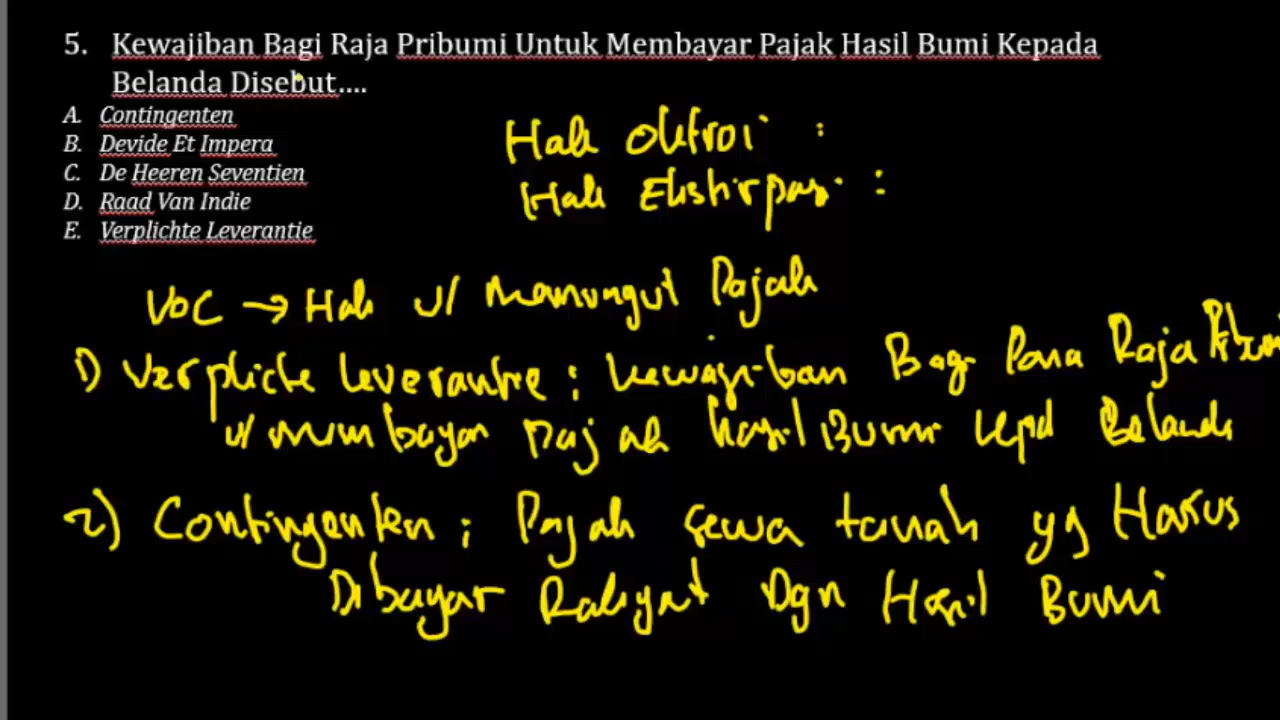 5. Kewajiban Bagi Raja Pribumi Untuk Membayar Pajak Hasil Bumi Kepada
Belanda Disebut....
A. Contingenten
B. Devide Et Impera
C. De Heeren Seventien
D. Raad Van Indie
E. Verplichte Leverantie
Hak Oktroi :
Hak Ekstirpasi :
VOC → Hak u/ Memungut Pajak
1) Verplicte leverantie : kewajiban Bagi Para Raja
u/ membayar Pajak hasil Bumi kpd Belanda
2) Contingenten ; Pajak sewa tanah yg Harus
Dibayar Rakyat Dgn Hasil Bumi